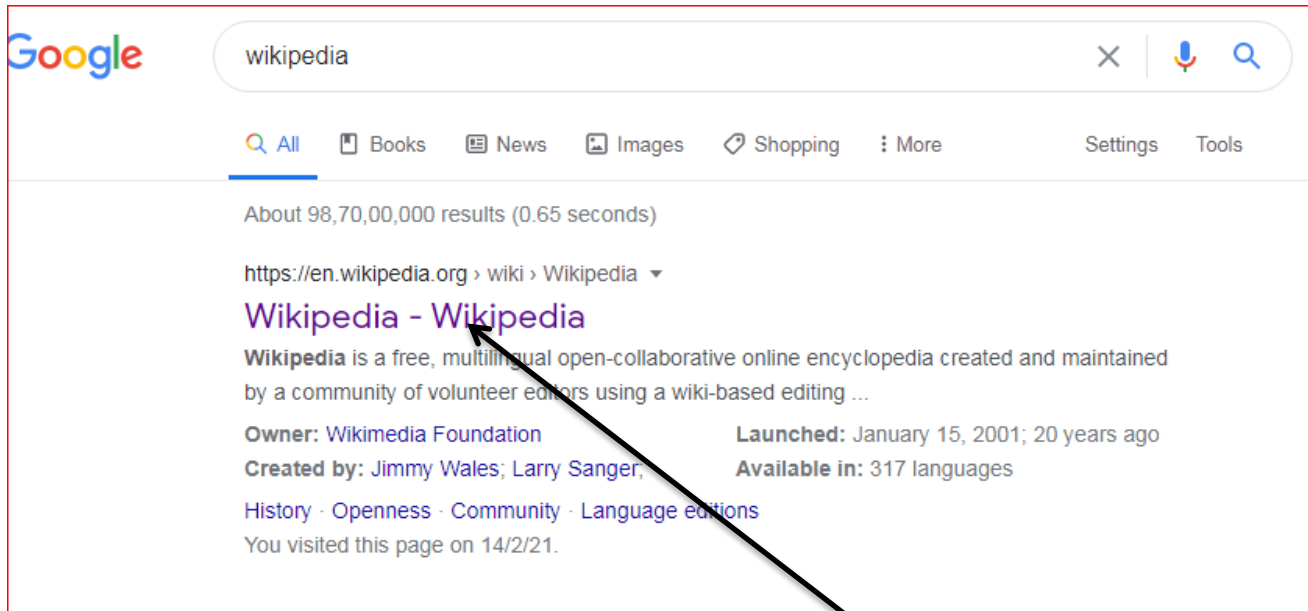 Google
wikipedia
All Books News Images Shopping More Settings Tools
About 98,70,00,000 results (0.65 seconds)
https://en.wikipedia.org › wiki › Wikipedia
Wikipedia - Wikipedia
Wikipedia is a free, multilingual open-collaborative online encyclopedia created and maintained
by a community of volunteer editors using a wiki-based editing ...
Owner: Wikimedia Foundation Launched: January 15, 2001; 20 years ago
Created by: Jimmy Wales; Larry Sanger; Available in: 317 languages
History · Openness · Community · Language editions
You visited this page on 14/2/21.